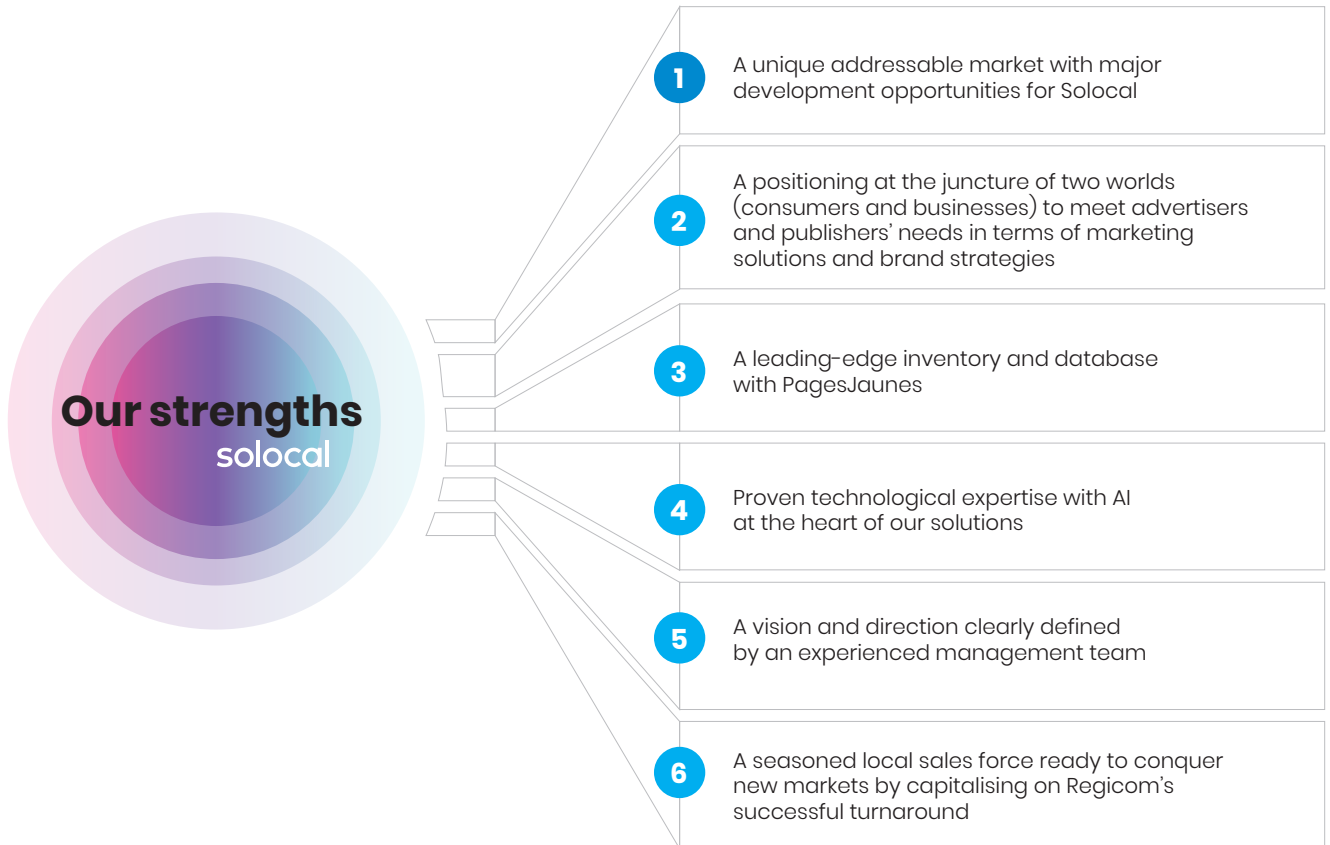 Our strengths
solocal
1
A unique addressable market with major
development opportunities for Solocal
2
A positioning at the juncture of two worlds
(consumers and businesses) to meet advertisers
and publishers’ needs in terms of marketing
solutions and brand strategies
3
A leading-edge inventory and database
with PagesJaunes
4
Proven technological expertise with AI
at the heart of our solutions
5
A vision and direction clearly defined
by an experienced management team
6
A seasoned local sales force ready to conquer
new markets by capitalising on Regicom’s
successful turnaround